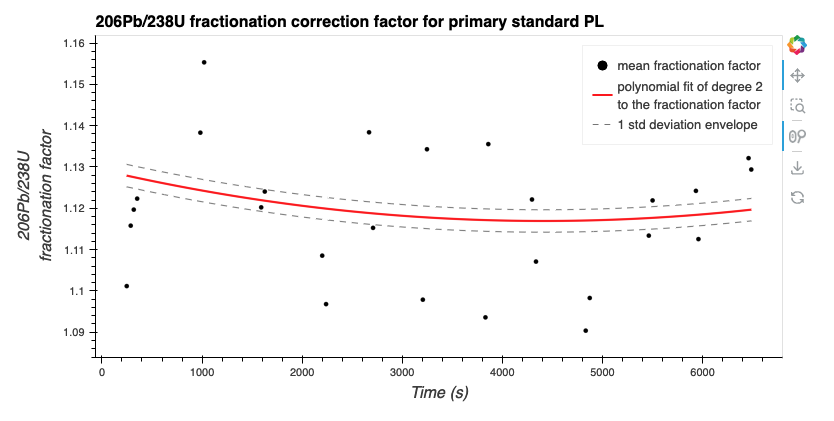 206Pb/238U fractionation correction factor for primary standard PL
1.16
1.15
1.14
1.13
1.12
1.11
1.1
1.09
206Pb/238U
fractionation factor
mean fractionation factor
polynomial fit of degree 2
to the fractionation factor
1 std deviation envelope
0 1000 2000 3000 4000 5000 6000
Time (s)